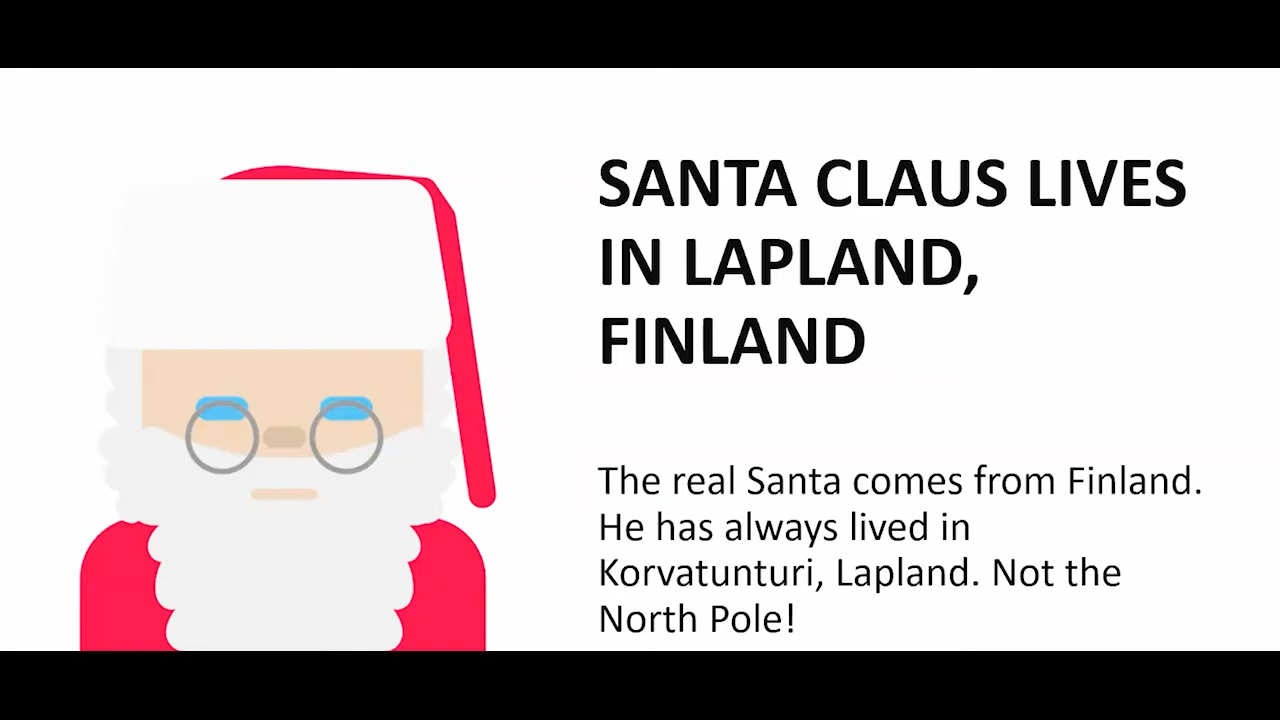 SANTA CLAUS LIVES
IN LAPLAND,
FINLAND
The real Santa comes from Finland.
He has always lived in
Korvatunturi, Lapland. Not the
North Pole!